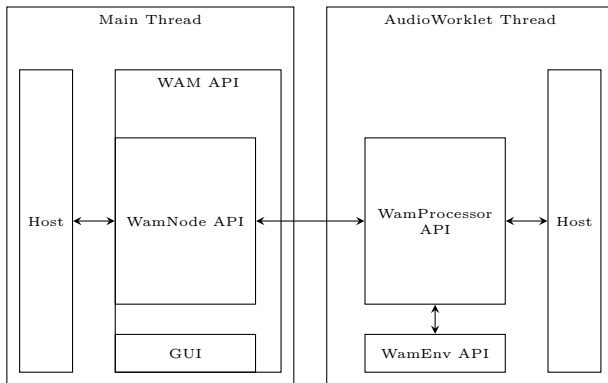 Main Thread
AudioWorklet Thread
WAM API
Host
WamNode API
WamProcessor
API
Host
GUI
WamEnv API